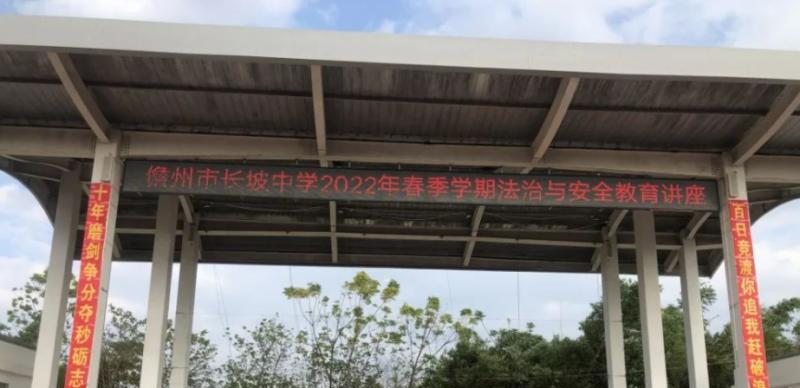 儋州市长坡中学2022年春季学期法治与安全教育讲座
十年磨剑争分夺秒砺志
百日竞渡你追我赶破